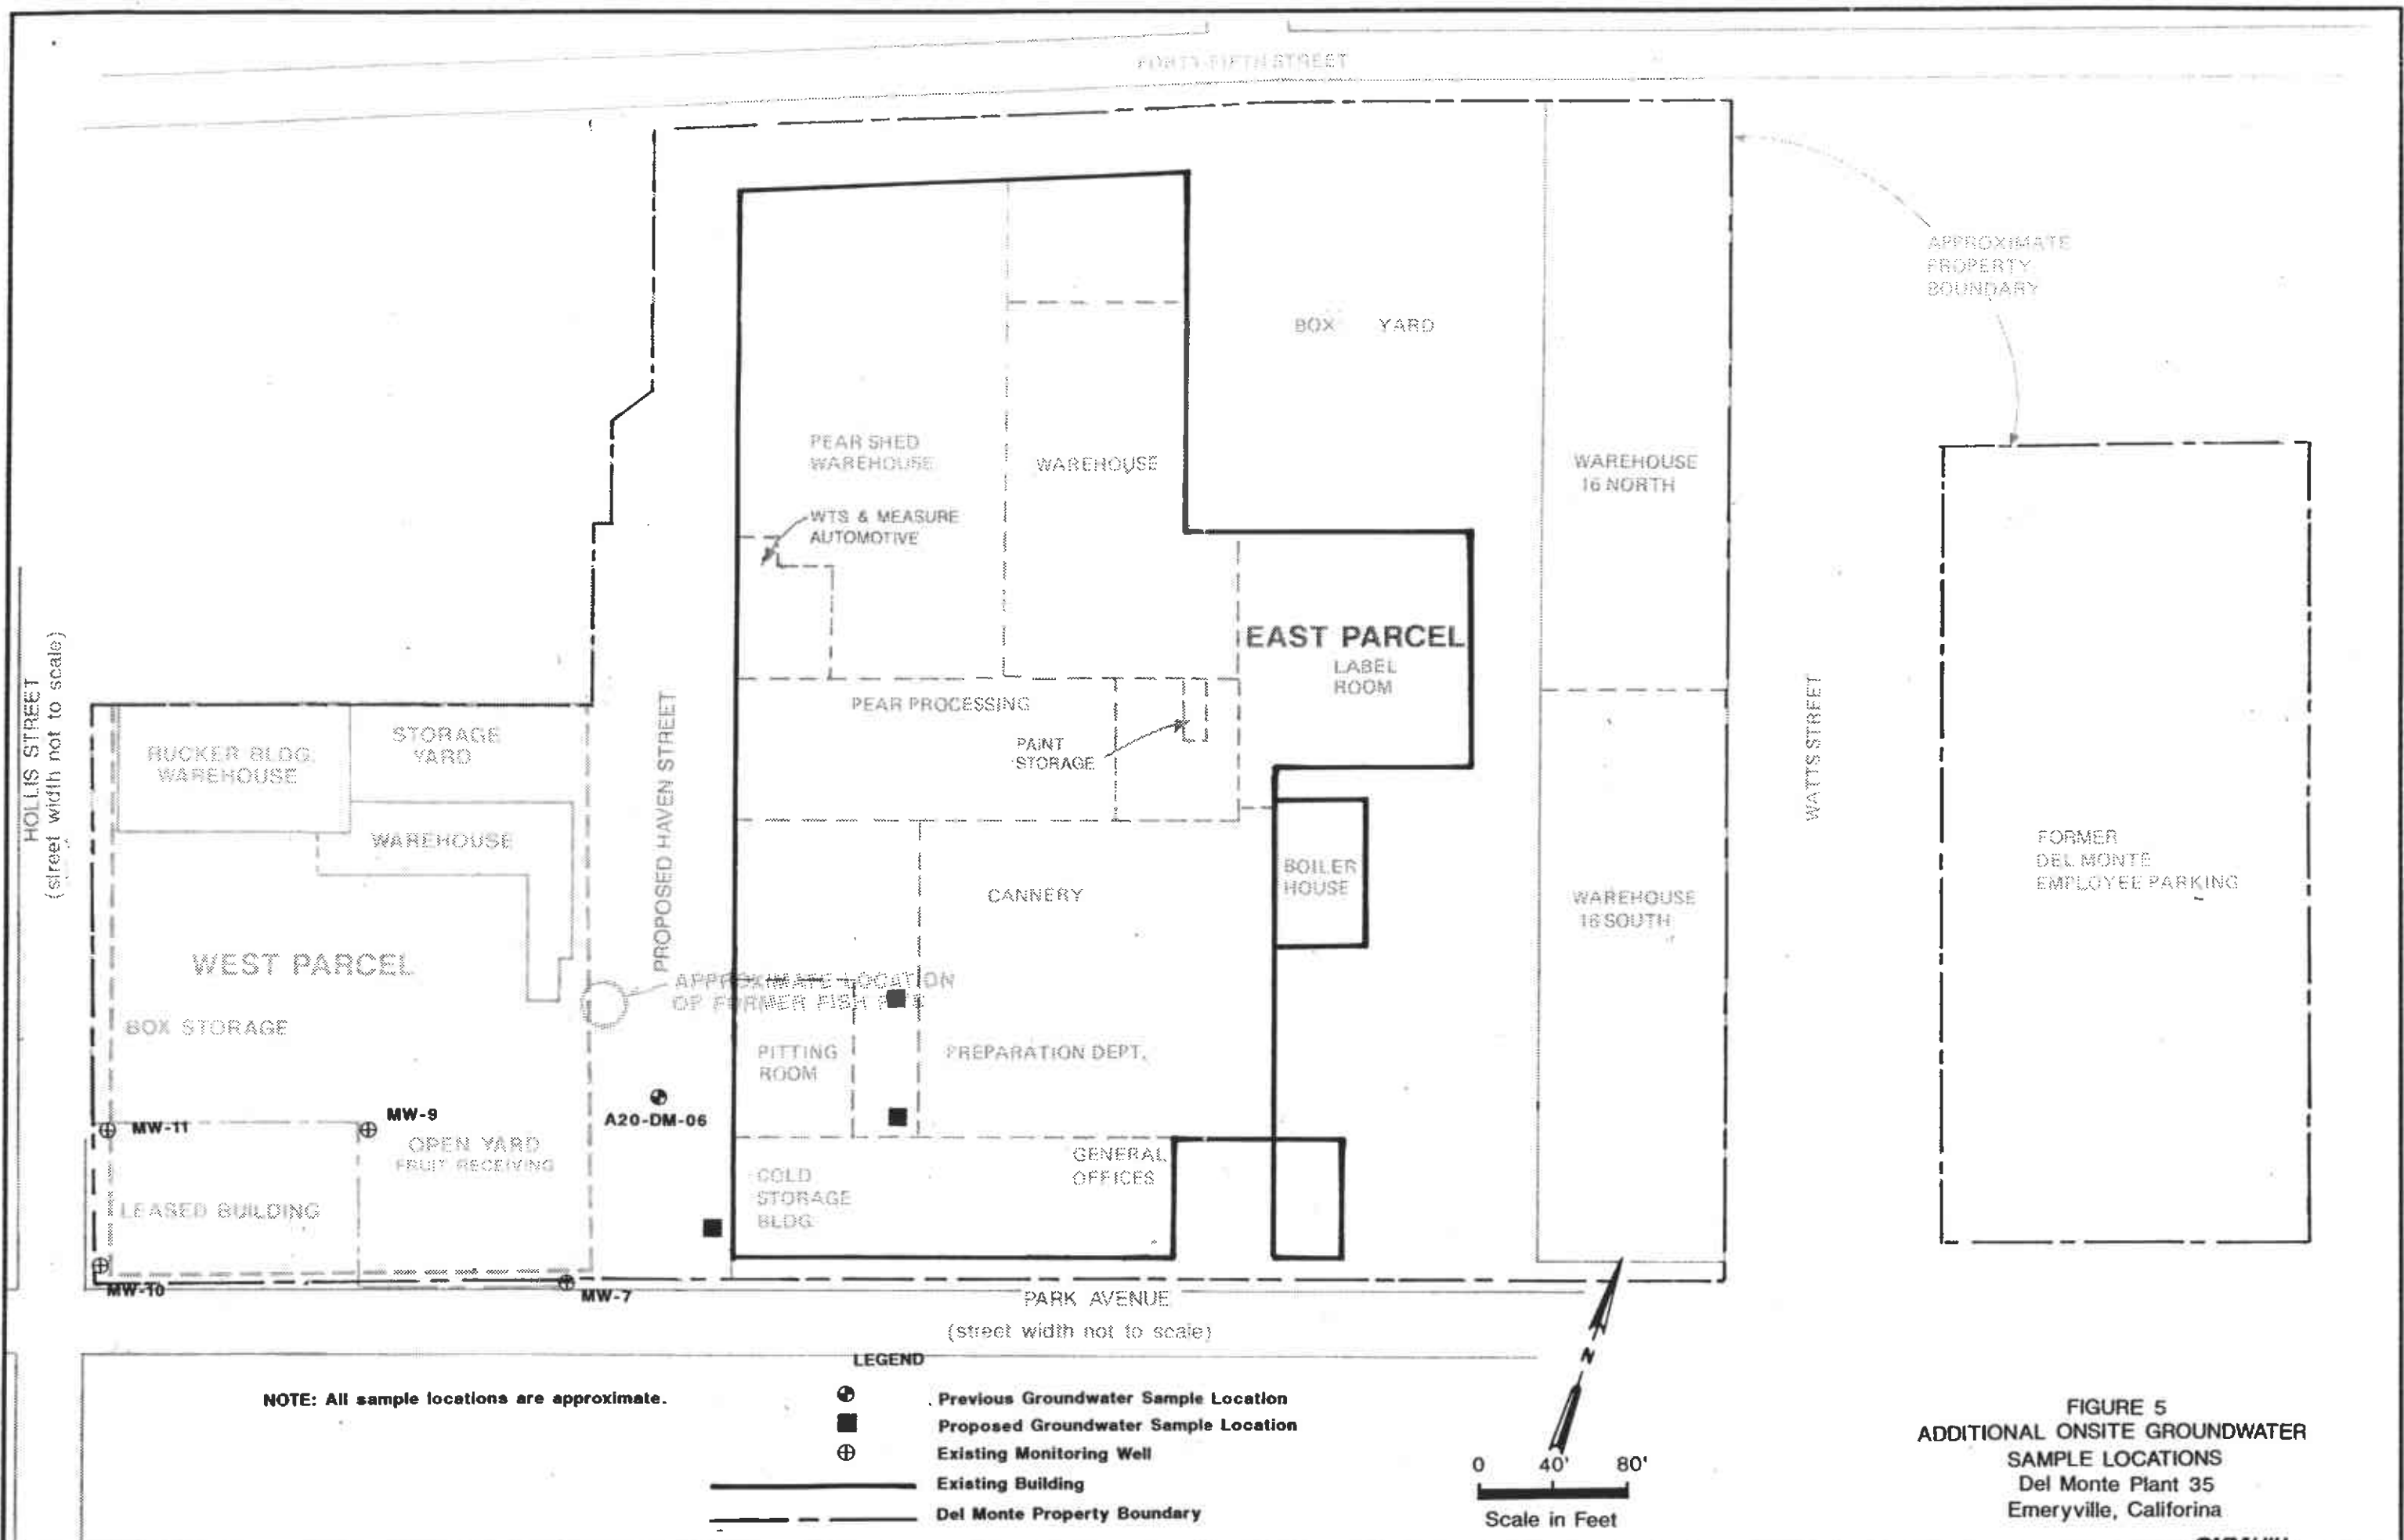 FORTY-FIFTH STREET
APPROXIMATE
PROPERTY
BOUNDARY
BOX YARD
PEAR SHED
WAREHOUSE
WAREHOUSE
WAREHOUSE
16 NORTH
WTS & MEASURE
AUTOMOTIVE
EAST PARCEL
LABEL
ROOM
HOLLIS STREET
(street width not to scale)
PROPOSED HAVEN STREET
WATTS STREET
PEAR PROCESSING
PAINT
STORAGE
RUCKER BLDG.
WAREHOUSE
STORAGE
YARD
WAREHOUSE
BOILER
HOUSE
CANNERY
WAREHOUSE
16 SOUTH
FORMER
DEL MONTE
EMPLOYEE PARKING
WEST PARCEL
APPROXIMATE LOCATION
OF FORMER FISH
BOX STORAGE
PITTING
ROOM
PREPARATION DEPT.
A20-DM-06
MW-11
MW-9
OPEN YARD
FRUIT RECEIVING
LEASED BUILDING
COLD
STORAGE
BLDG.
GENERAL
OFFICES
MW-10
MW-7
PARK AVENUE
(street width not to scale)
LEGEND
NOTE: All sample locations are approximate.
Previous Groundwater Sample Location
Proposed Groundwater Sample Location
Existing Monitoring Well
Existing Building
Del Monte Property Boundary
N
0 40' 80'
Scale in Feet
FIGURE 5
ADDITIONAL ONSITE GROUNDWATER
SAMPLE LOCATIONS
Del Monte Plant 35
Emeryville, Califorina